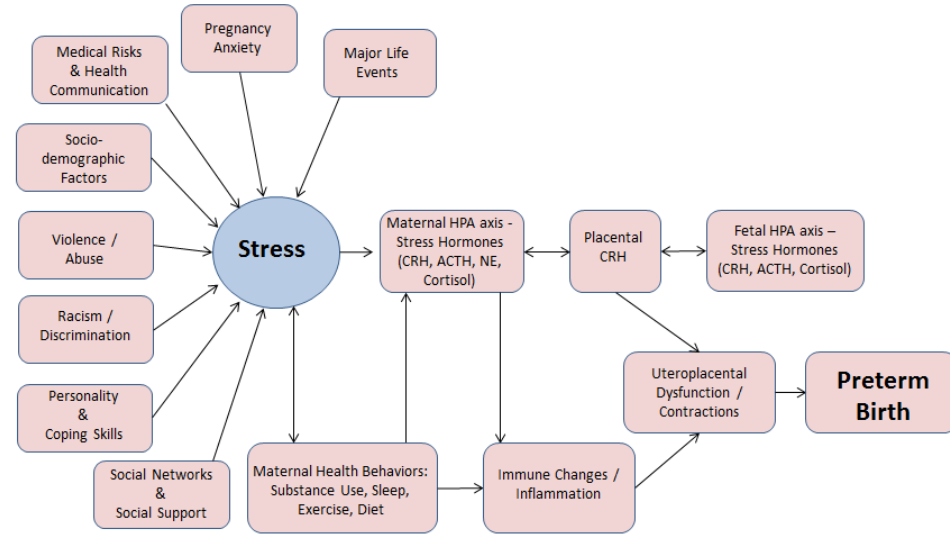 Pregnancy
Anxiety
Medical Risks
& Health
Communication
Major Life
Events
Socio-
demographic
Factors
Violence /
Abuse
Stress
Maternal HPA axis -
Stress Hormones
(CRH, ACTH, NE,
Cortisol)
Placental
CRH
Fetal HPA axis –
Stress Hormones
(CRH, ACTH, Cortisol)
Racism /
Discrimination
Personality
&
Coping Skills
Social Networks
&
Social Support
Maternal Health Behaviors:
Substance Use, Sleep,
Exercise, Diet
Immune Changes /
Inflammation
Uteroplacental
Dysfunction /
Contractions
Preterm
Birth